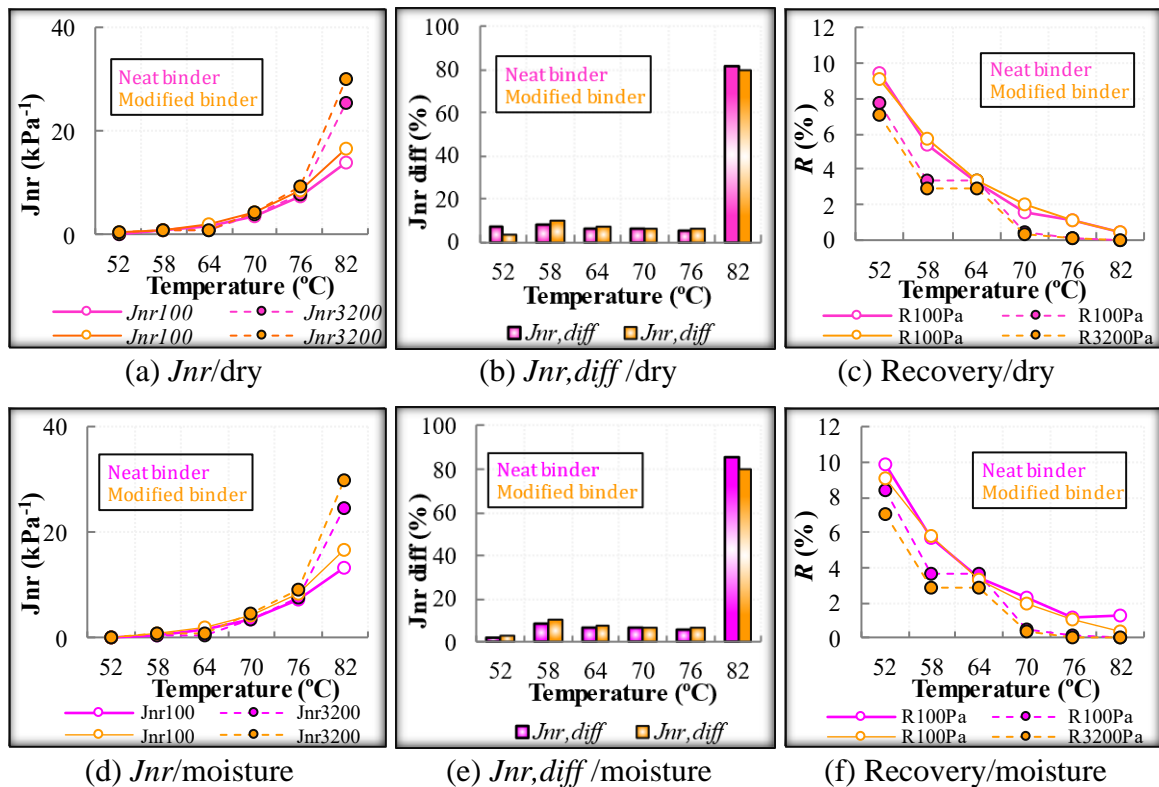 40
20
0
Jnr (kPa-1)
Neat binder
Modified binder
52 58 64 70 76 82
Temperature (ºC)
Jnr100 Jnr3200
Jnr100 Jnr3200
(a) Jnr/dry
100
80
60
40
20
0
Jnr diff (%)
Neat binder
Modified binder
52 58 64 70 76 82
Temperature (ºC)
Jnr,diff Jnr,diff
(b) Jnr,diff /dry
12
10
8
6
4
2
0
R (%)
Neat binder
Modified binder
52 58 64 70 76 82
Temperature (ºC)
R100Pa R100Pa
R100Pa R3200Pa
(c) Recovery/dry
40
20
0
Jnr (kPa-1)
Neat binder
Modified binder
52 58 64 70 76 82
Temperature (ºC)
Jnr100 Jnr3200
Jnr100 Jnr3200
(d) Jnr/moisture
100
80
60
40
20
0
Jnr diff (%)
Neat binder
Modified binder
52 58 64 70 76 82
Temperature (ºC)
Jnr,diff Jnr,diff
(e) Jnr,diff /moisture
12
10
8
6
4
2
0
R (%)
Neat binder
Modified binder
52 58 64 70 76 82
Temperature (ºC)
R100Pa R100Pa
R100Pa R3200Pa
(f) Recovery/moisture